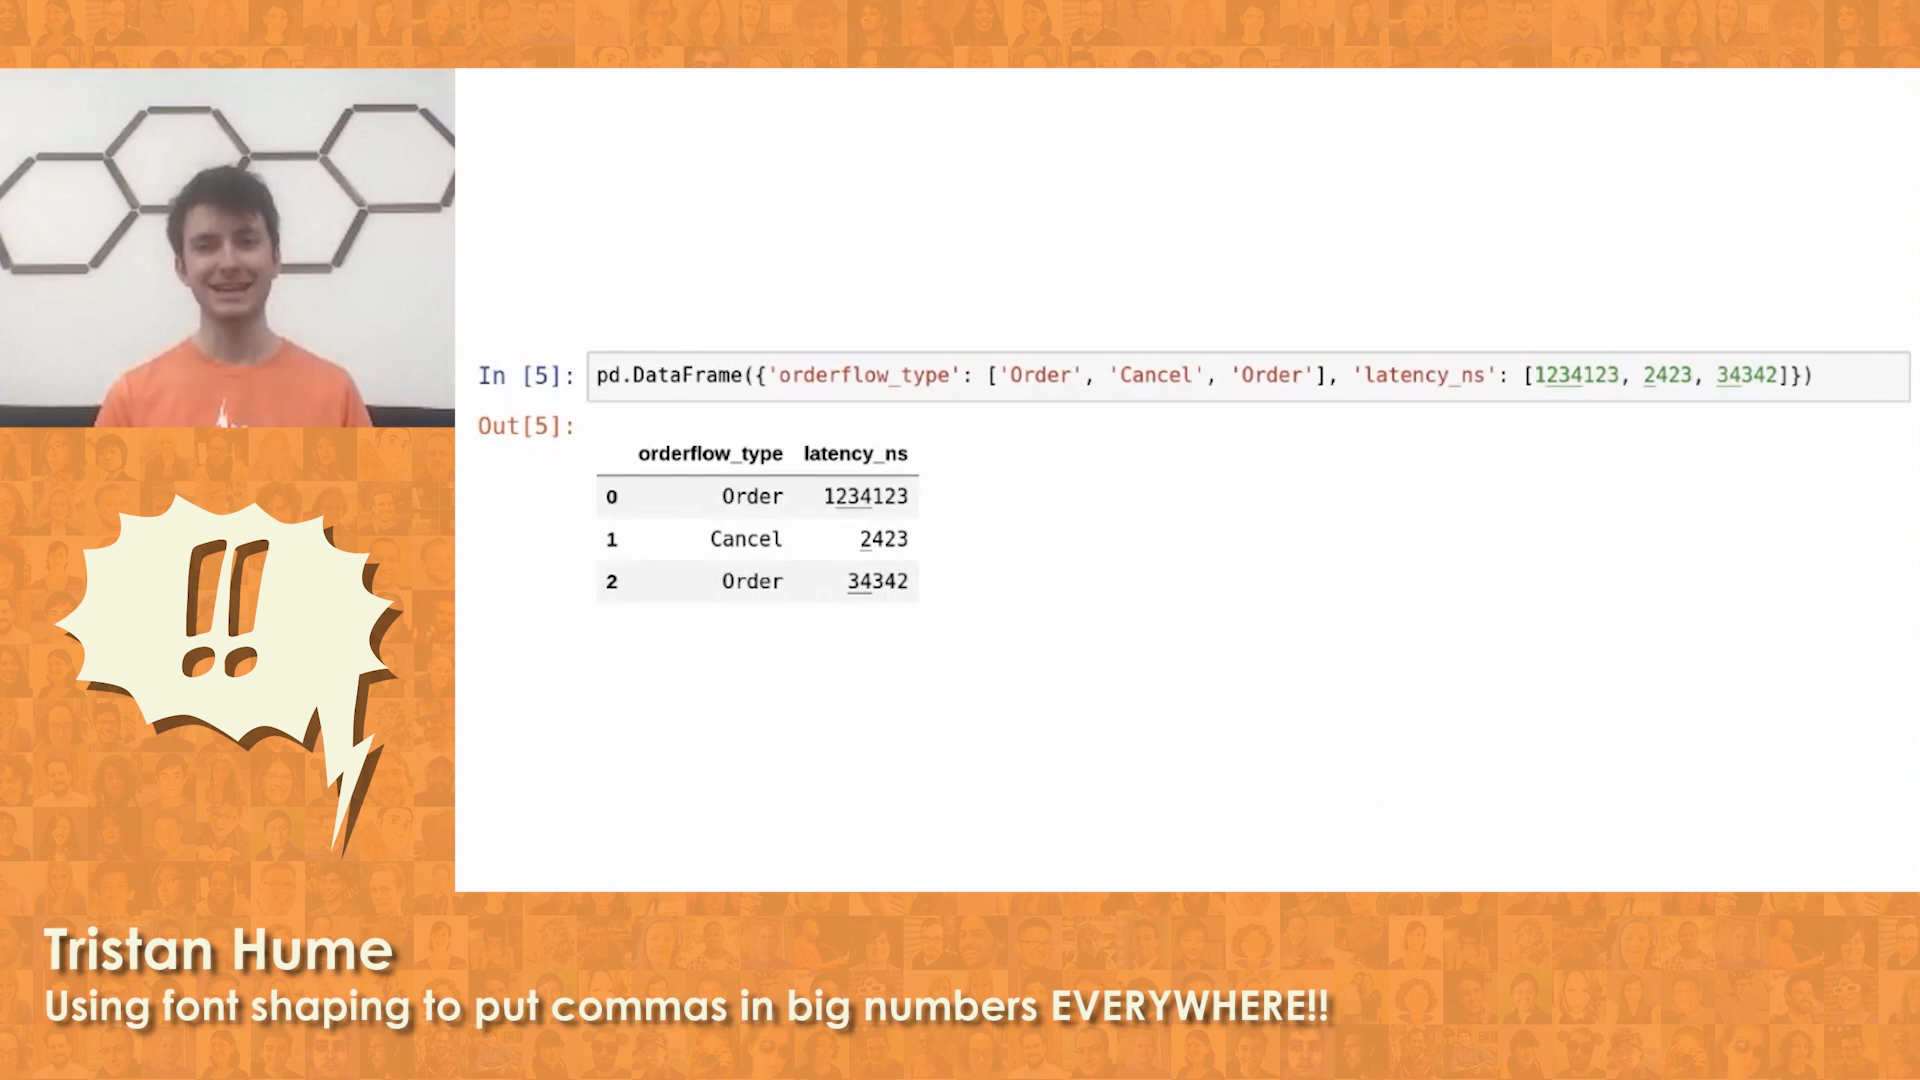 In [5]: pd.DataFrame({'orderflow_type': ['Order', 'Cancel', 'Order'], 'latency_ns': [1234123, 2423, 34342]})
Out[5]:
orderflow_type latency_ns
0 Order 1234123
1 Cancel 2423
2 Order 34342
!!
Tristan Hume
Using font shaping to put commas in big numbers EVERYWHERE!!